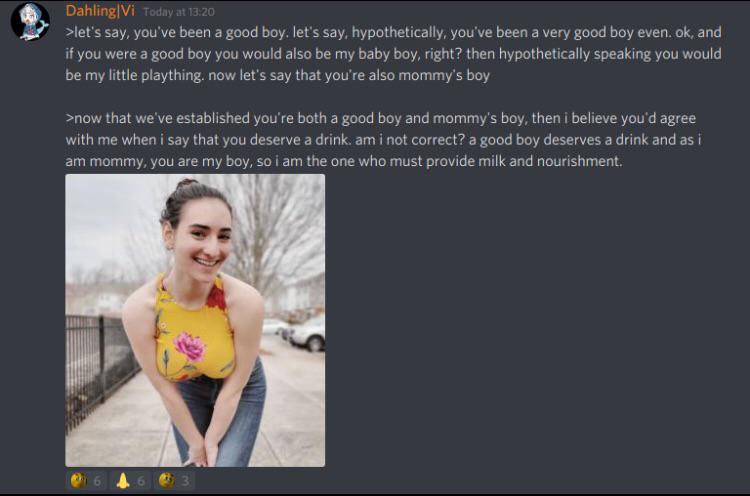 Dahling|Vi Today at 13:20
>let's say, you've been a good boy. let's say, hypothetically, you've been a very good boy even. ok, and
if you were a good boy you would also be my baby boy, right? then hypothetically speaking you would
be my little plaything. now let's say that you're also mommy's boy
>now that we've established you're both a good boy and mommy's boy, then i believe you'd agree
with me when i say that you deserve a drink. am i not correct? a good boy deserves a drink and as i
am mommy, you are my boy, so i am the one who must provide milk and nourishment.
6 6 3